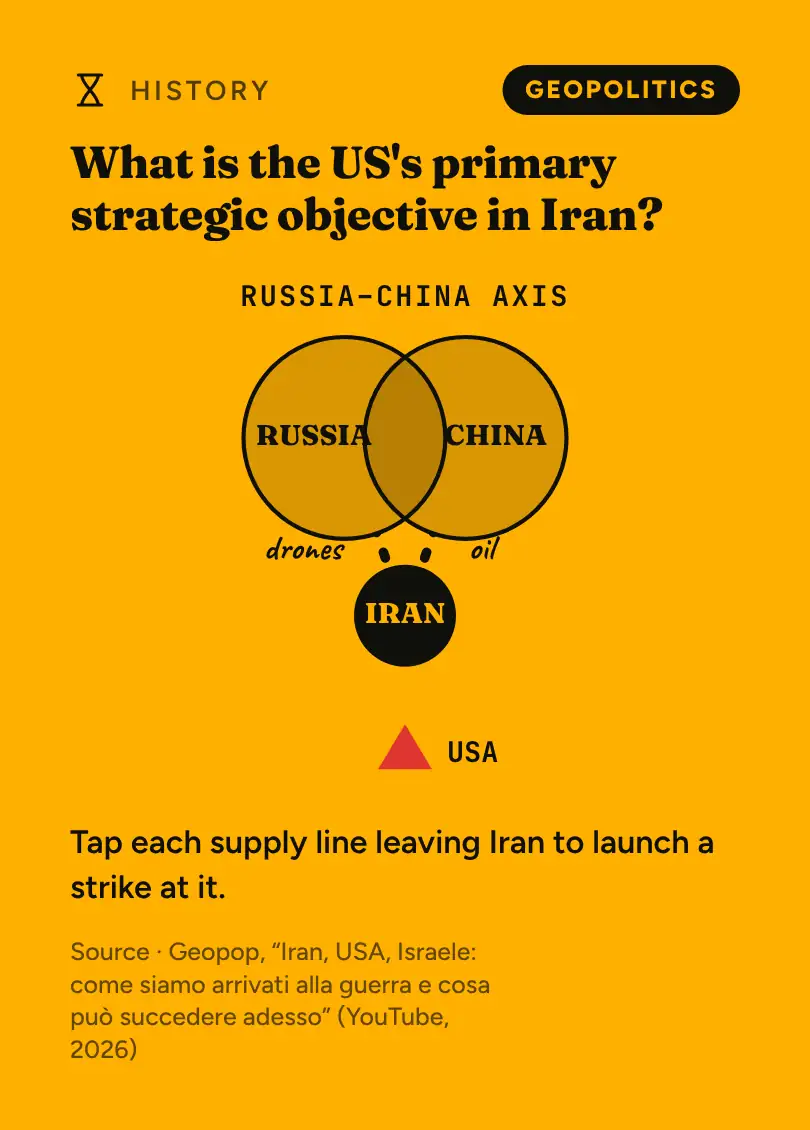 HISTORY
GEOPOLITICS
What is the US's primary
strategic objective in Iran?
RUSSIA–CHINA AXIS
RUSSIA
CHINA
drones
oil
IRAN
USA
Tap each supply line leaving Iran to launch a
strike at it.
Source · Geopop, “Iran, USA, Israele:
come siamo arrivati alla guerra e cosa
può succedere adesso” (YouTube,
2026)